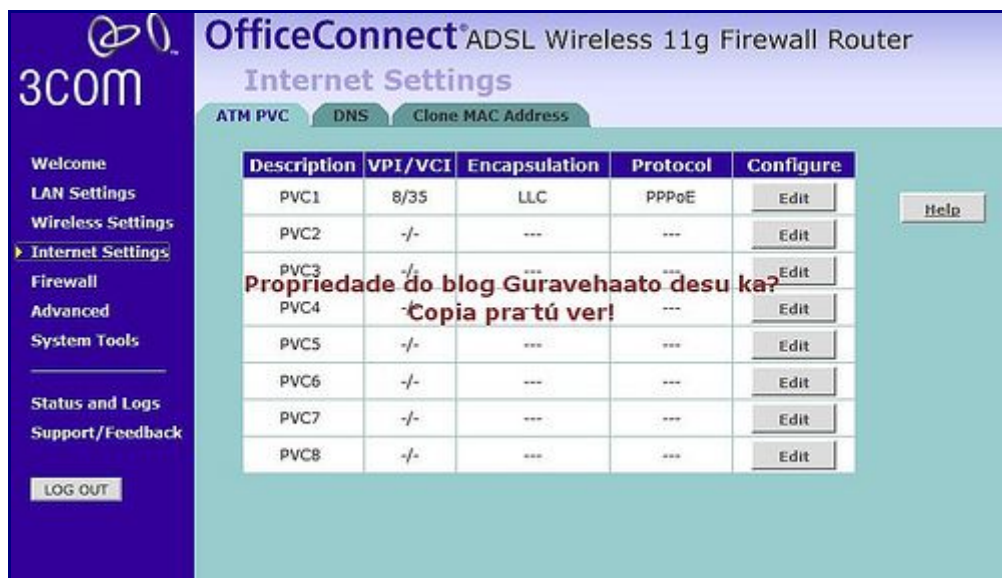 3COM
OfficeConnect® ADSL Wireless 11g Firewall Router
Internet Settings
ATM PVC DNS Clone MAC Address
Welcome
LAN Settings
Wireless Settings
Internet Settings
Firewall
Advanced
System Tools
Status and Logs
Support/Feedback
LOG OUT
Description VPI/VCI Encapsulation Protocol Configure
PVC1 8/35 LLC PPPoE Edit
PVC2 -/- --- --- Edit
PVC3 -/- --- --- Edit
Propriedade do blog Guravehaato desu ka?
PVC4 -/- --- --- Edit
Copia pra tú ver!
PVC5 -/- --- --- Edit
PVC6 -/- --- --- Edit
PVC7 -/- --- --- Edit
PVC8 -/- --- --- Edit
Help